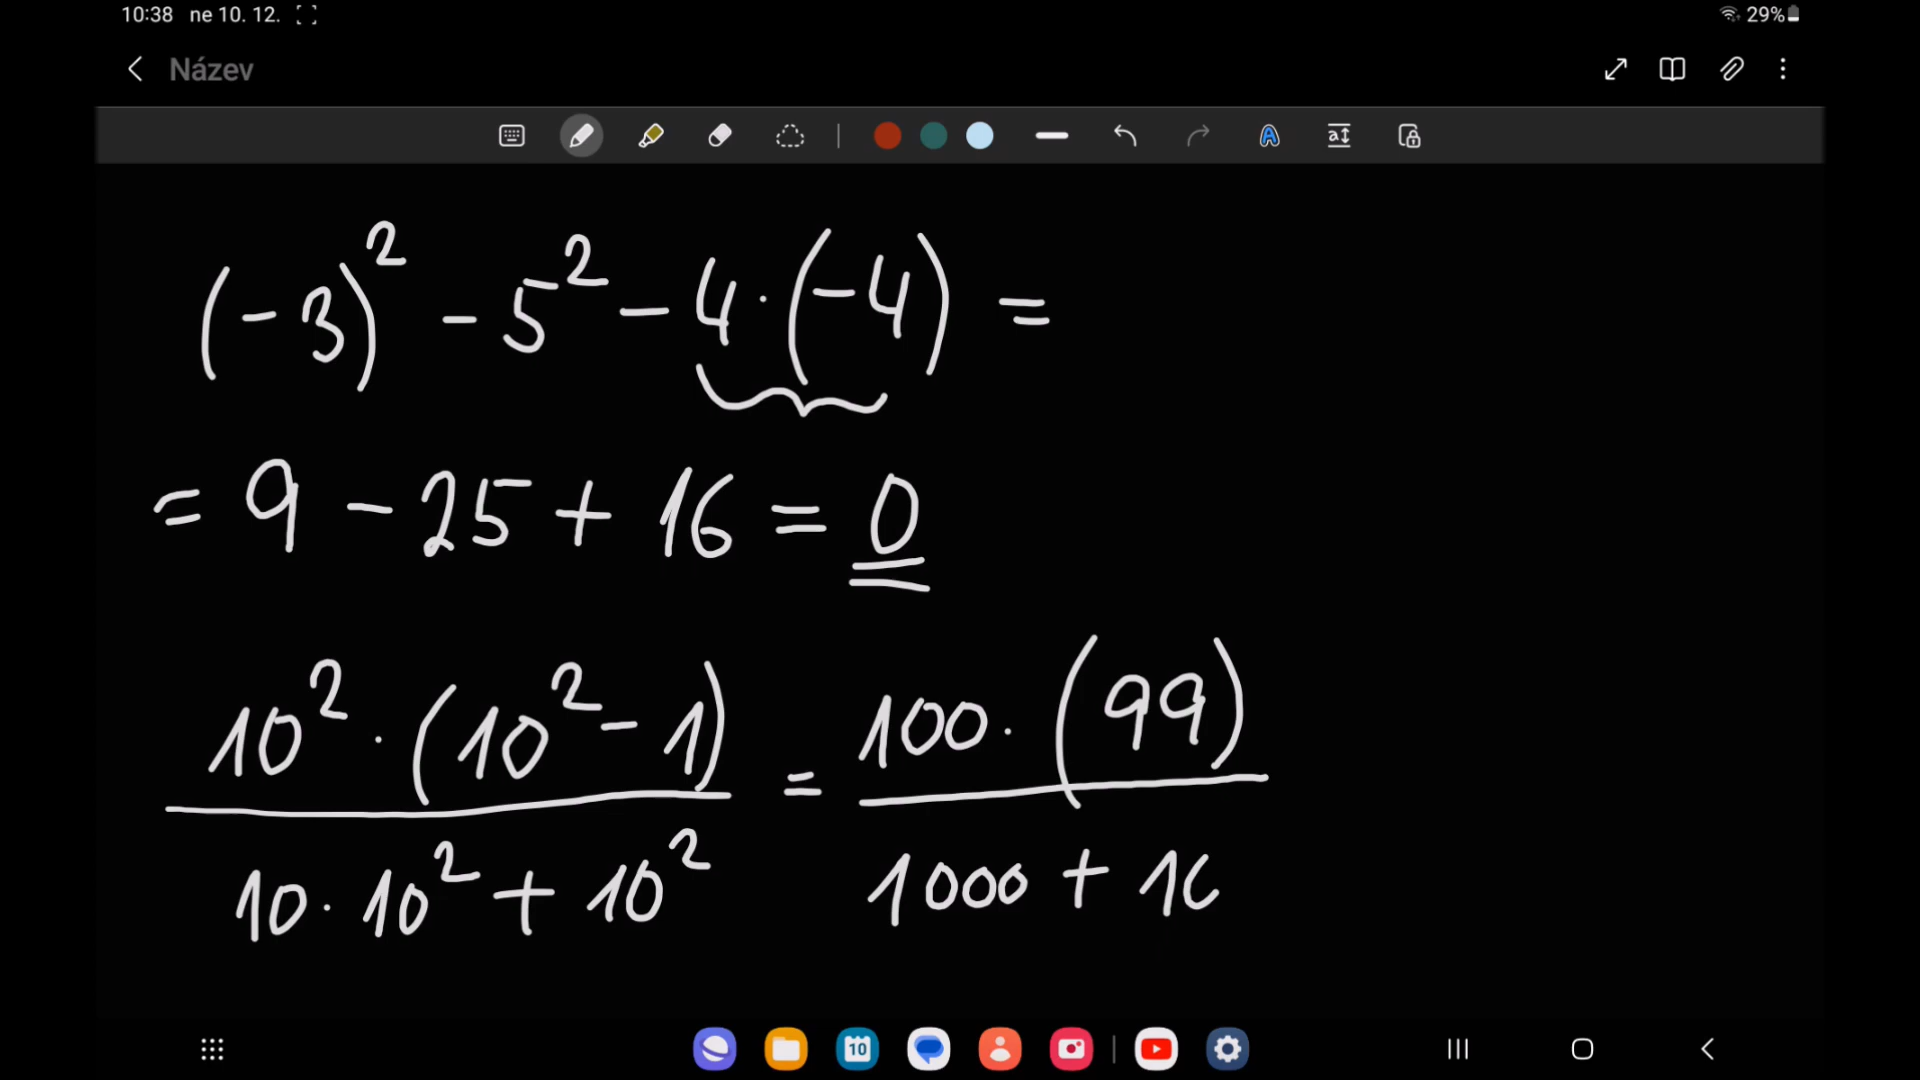 10:38 ne 10. 12. 29%
Název
(-3)² - 5² - 4 · (-4) =
= 9 - 25 + 16 = 0
10² · (10² - 1) = 100 · (99)
10 · 10² + 10² 1000 + 10
10